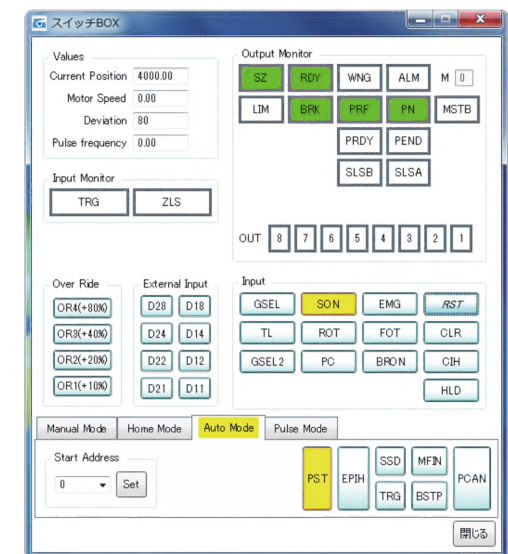 スイッチBOX
Values
Current Position 4000.00
Motor Speed 0.00
Deviation 80
Pulse frequency 0.00
Output Monitor
SZ RDY WNG ALM M 0
LIM BRK PRF PN MSTB
PRDY PEND
SLSB SLSA
OUT 8 7 6 5 4 3 2 1
Input Monitor
TRG ZLS
Over Ride
OR4(+80%)
OR3(+40%)
OR2(+20%)
OR1(+10%)
External Input
D28 D18
D24 D14
D22 D12
D21 D11
Input
GSEL SON EMG RST
TL ROT FOT CLR
GSEL2 PC BRON CIH
HLD
Manual Mode Home Mode Auto Mode Pulse Mode
Start Address
0 Set
PST EPIH SSD MFIN PCAN
TRG BSTP
閉じる